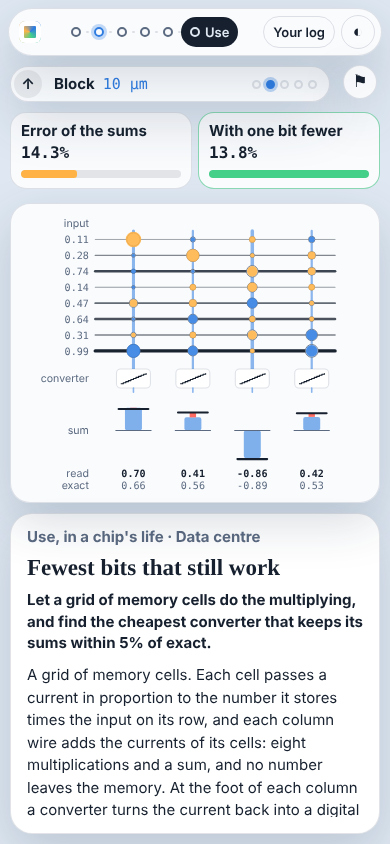 Use
Your log
Block 10 µm
Error of the sums
14.3%
With one bit fewer
13.8%
input
0.11
0.28
0.74
0.14
0.47
0.64
0.31
0.99
converter
sum
read 0.70 0.41 -0.86 0.42
exact 0.66 0.56 -0.89 0.53
Use, in a chip's life · Data centre
Fewest bits that still work
Let a grid of memory cells do the multiplying,
and find the cheapest converter that keeps its
sums within 5% of exact.
A grid of memory cells. Each cell passes a
current in proportion to the number it stores
times the input on its row, and each column
wire adds the currents of its cells: eight
multiplications and a sum, and no number
leaves the memory. At the foot of each column
a converter turns the current back into a digital